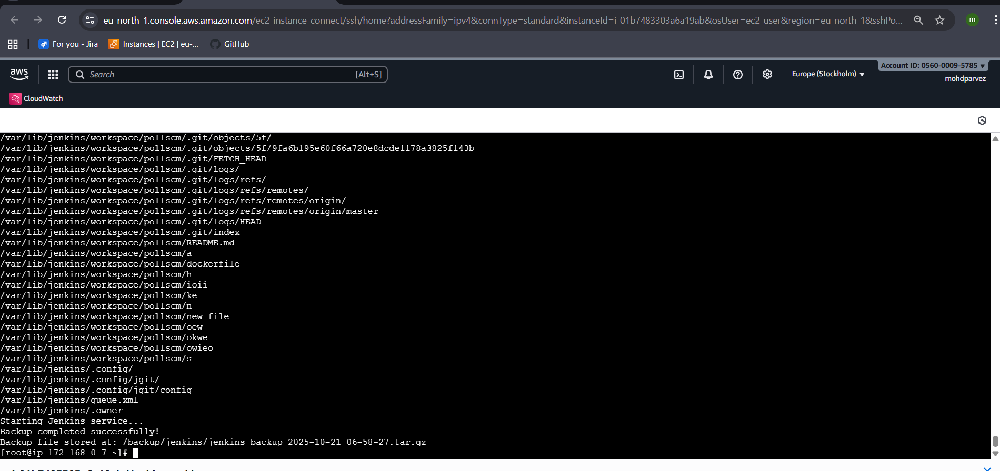 eu-north-1.console.aws.amazon.com/ec2-instance-connect/ssh/home?addressFamily=ipv4&connType=standard&instanceId=i-01b7483303a6a19ab&osUser=ec2-user&region=eu-north-1&sshPo...
m
For you - Jira
Instances | EC2 | eu-...
GitHub
aws
Search
[Alt+S]
Europe (Stockholm)
Account ID: 0560-0009-5785
mohdparvez
CloudWatch
/var/lib/jenkins/workspace/pollscm/.git/objects/5f/
/var/lib/jenkins/workspace/pollscm/.git/objects/5f/9fa6b195e60f66a720e8dcde1178a3825f143b
/var/lib/jenkins/workspace/pollscm/.git/FETCH_HEAD
/var/lib/jenkins/workspace/pollscm/.git/logs/
/var/lib/jenkins/workspace/pollscm/.git/logs/refs/
/var/lib/jenkins/workspace/pollscm/.git/logs/refs/remotes/
/var/lib/jenkins/workspace/pollscm/.git/logs/refs/remotes/origin/
/var/lib/jenkins/workspace/pollscm/.git/logs/refs/remotes/origin/master
/var/lib/jenkins/workspace/pollscm/.git/logs/HEAD
/var/lib/jenkins/workspace/pollscm/.git/index
/var/lib/jenkins/workspace/pollscm/README.md
/var/lib/jenkins/workspace/pollscm/a
/var/lib/jenkins/workspace/pollscm/dockerfile
/var/lib/jenkins/workspace/pollscm/h
/var/lib/jenkins/workspace/pollscm/ioii
/var/lib/jenkins/workspace/pollscm/ke
/var/lib/jenkins/workspace/pollscm/n
/var/lib/jenkins/workspace/pollscm/new file
/var/lib/jenkins/workspace/pollscm/oew
/var/lib/jenkins/workspace/pollscm/okwe
/var/lib/jenkins/workspace/pollscm/owieo
/var/lib/jenkins/workspace/pollscm/s
/var/lib/jenkins/.config/
/var/lib/jenkins/.config/jgit/
/var/lib/jenkins/.config/jgit/config
/var/lib/jenkins/queue.xml
/var/lib/jenkins/.owner
Starting Jenkins service...
Backup completed successfully!
Backup file stored at: /backup/jenkins/jenkins_backup_2025-10-21_06-58-27.tar.gz
[root@ip-172-168-0-7 ~]#